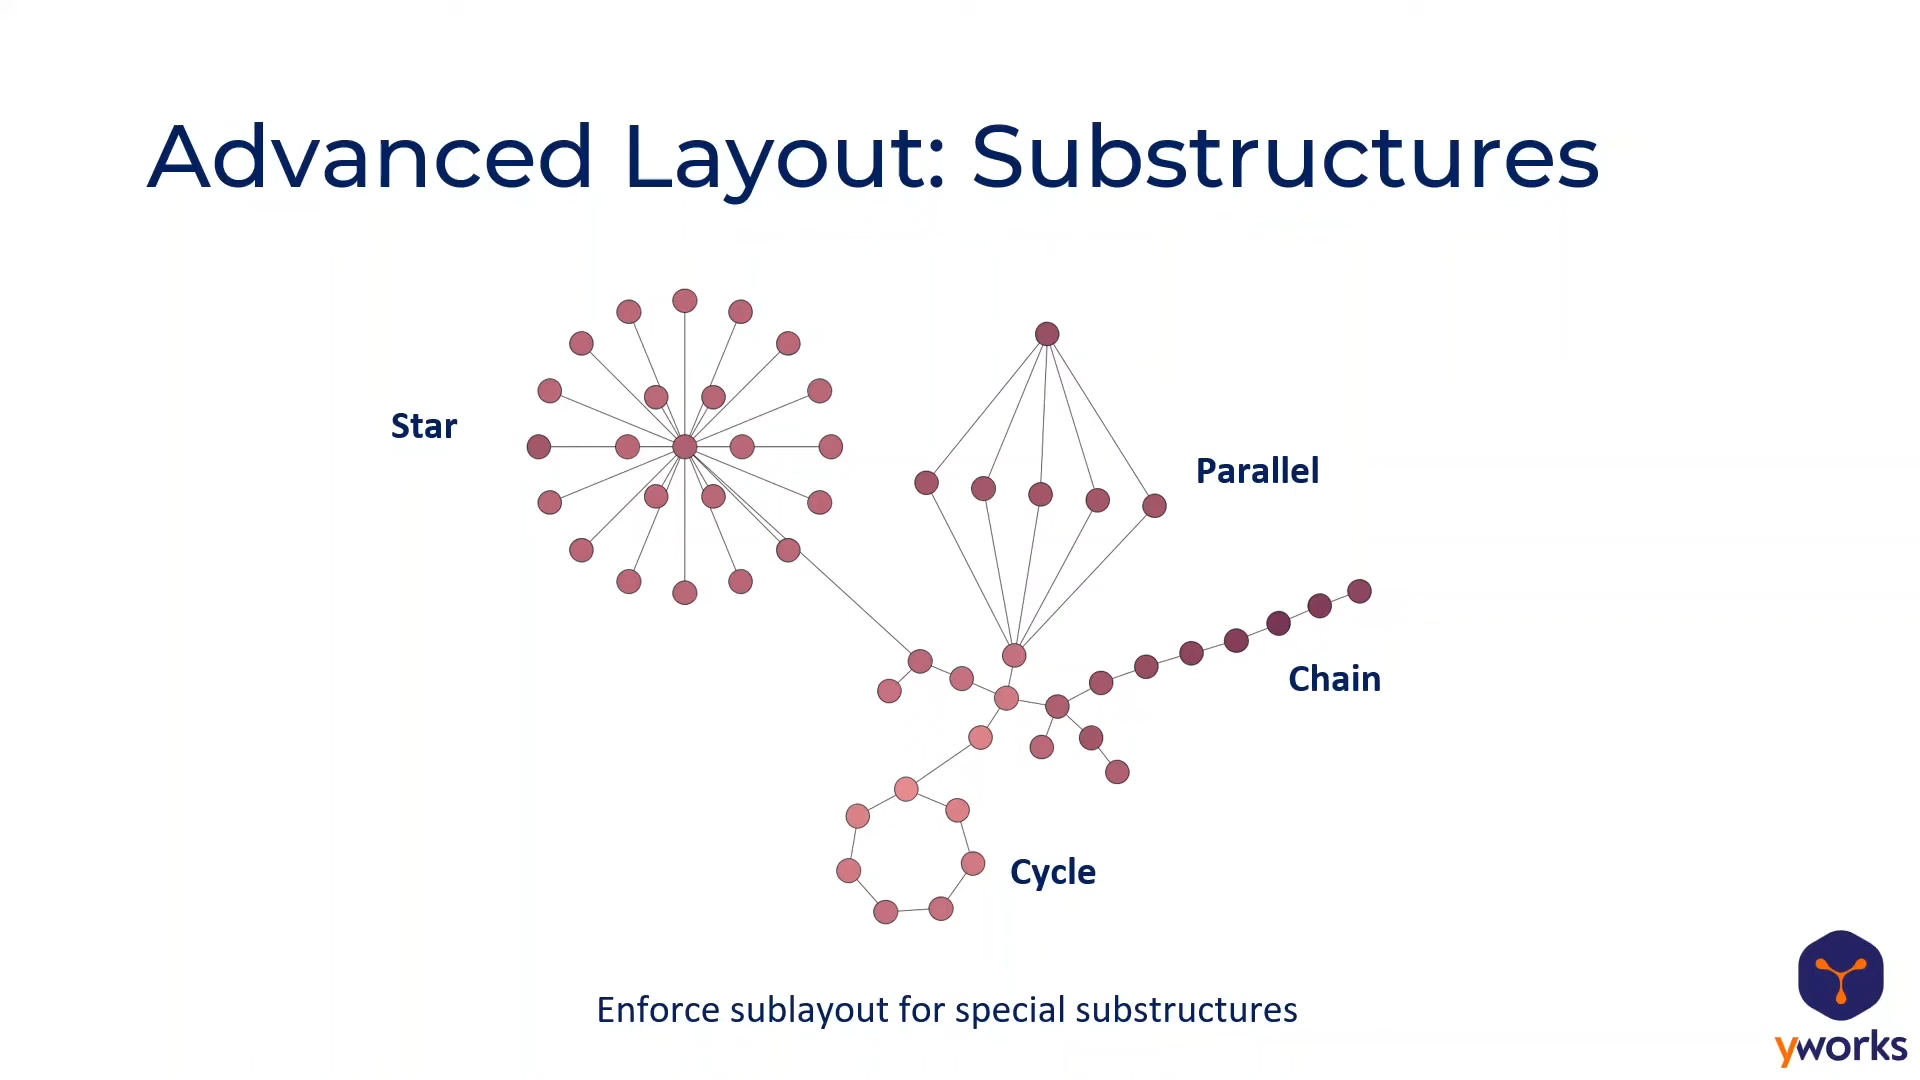 Advanced Layout: Substructures
Star
Parallel
Chain
Cycle
Enforce sublayout for special substructures
yworks